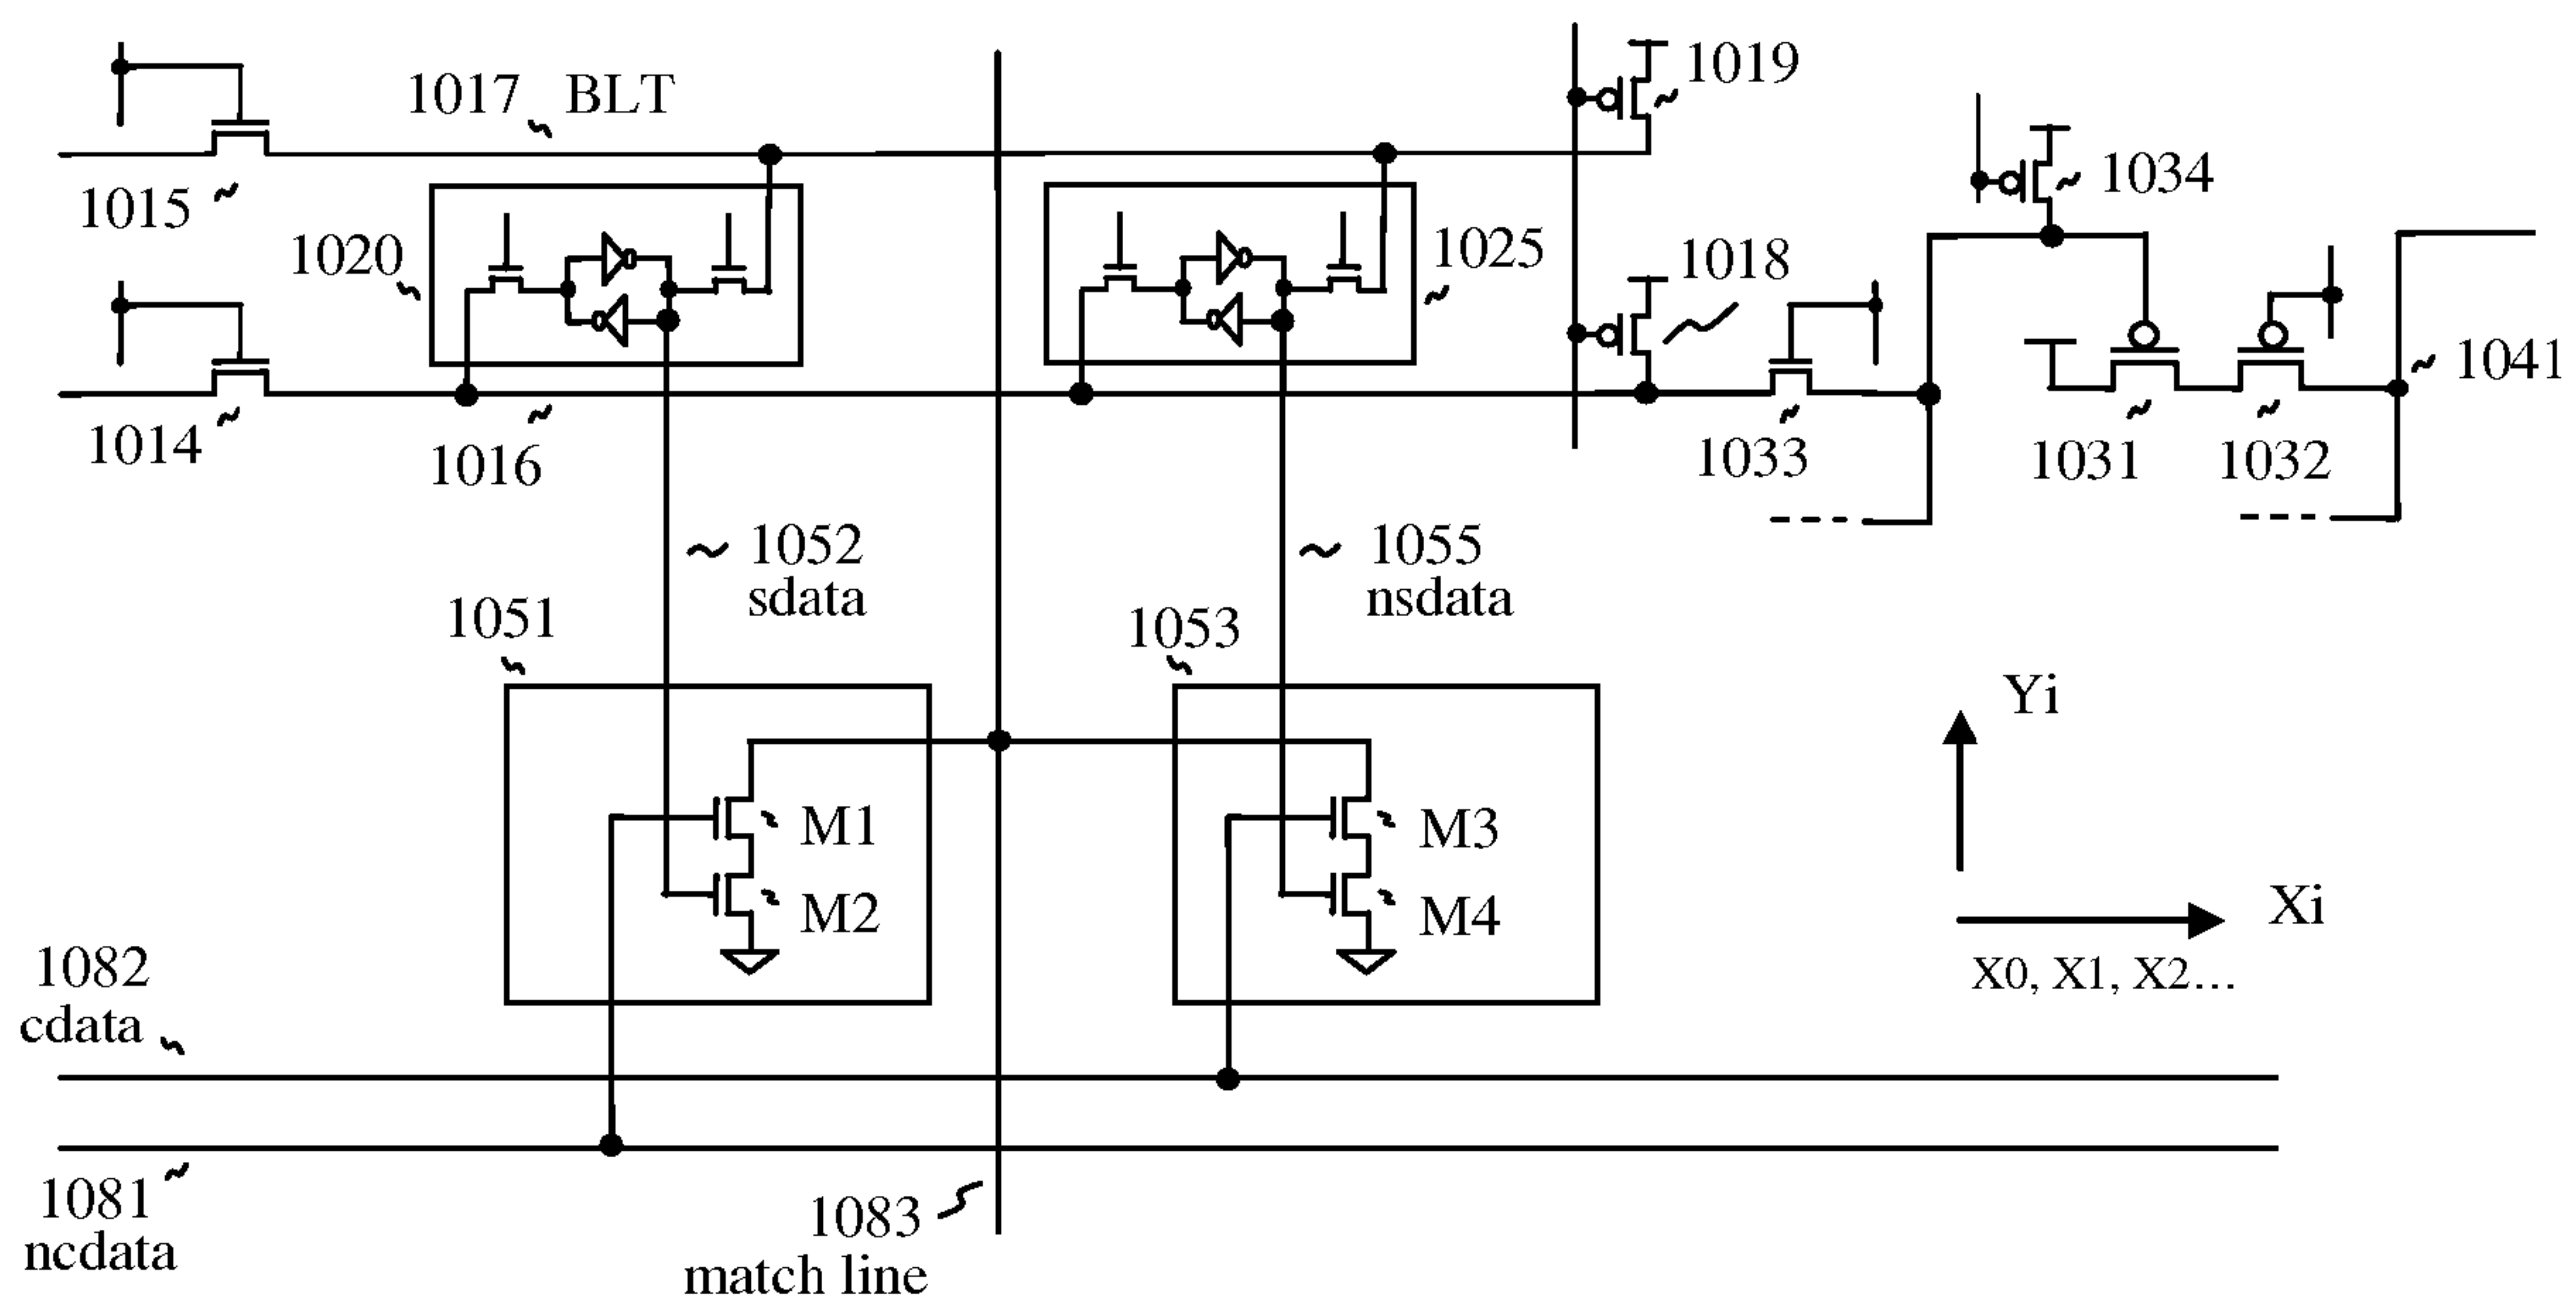 1017 BLT
1019
1034
1015
1020
1025
1018
1041
1014
1016
1033
1031
1032
1052
sdata
1055
nsdata
1051
1053
Yi
M1
M3
M2
M4
Xi
X0, X1, X2...
1082
cdata
1081
ncdata
1083
match line